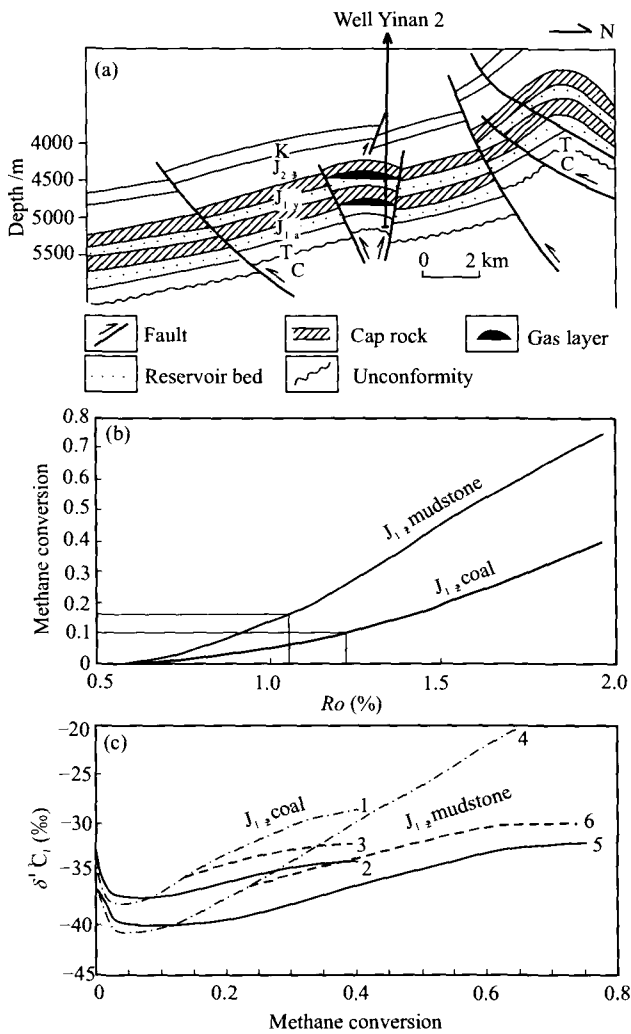 Well Yinan 2
N
(a)
4000
4500
5000
5500
Depth /m
K
J₂₋₃
J₁ y
J₁ a
T
C
T
C
0 2 km
Fault
Cap rock
Gas layer
Reservoir bed
Unconformity
(b)
0.8
0.7
0.6
0.5
0.4
0.3
0.2
0.1
0
Methane conversion
J₁₋₂ mudstone
J₁₋₂ coal
0.5 1.0 1.5 2.0
Ro (%)
(c)
-20
-25
-30
-35
-40
-45
J₁₋₂ coal
J₁₋₂ mudstone
1
2
3
4
5
6
0 0.2 0.4 0.6 0.8
Methane conversion